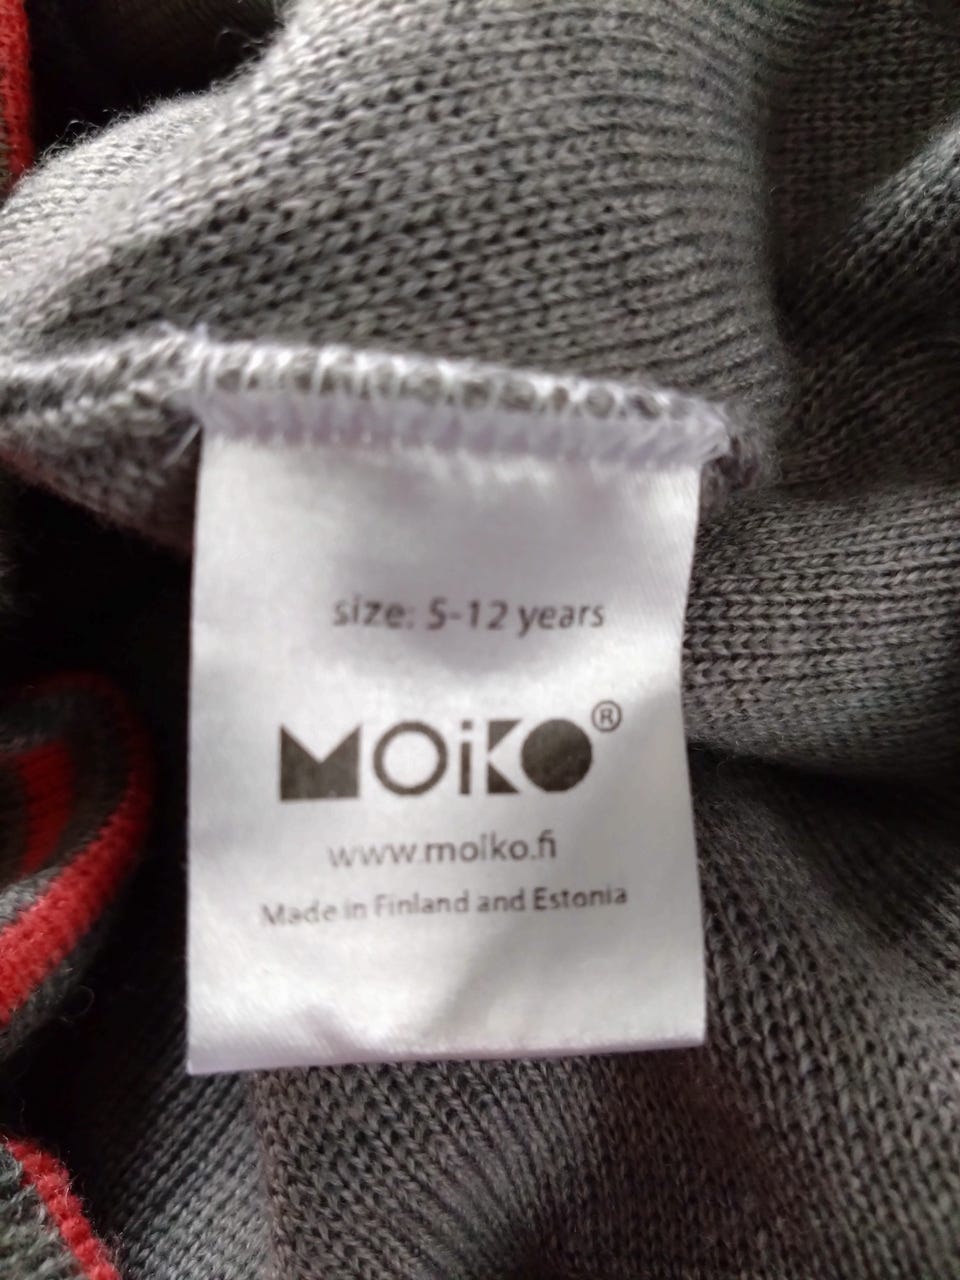 size: 5-12 years
MOiKO®
www.moiko.fi
Made in Finland and Estonia